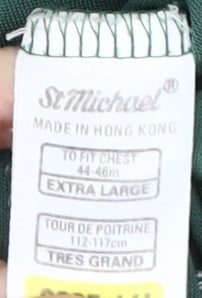 St Michael®
MADE IN HONG KONG
TO FIT CHEST
44-46in
EXTRA LARGE
TOUR DE POITRINE
112-117cm
TRES GRAND